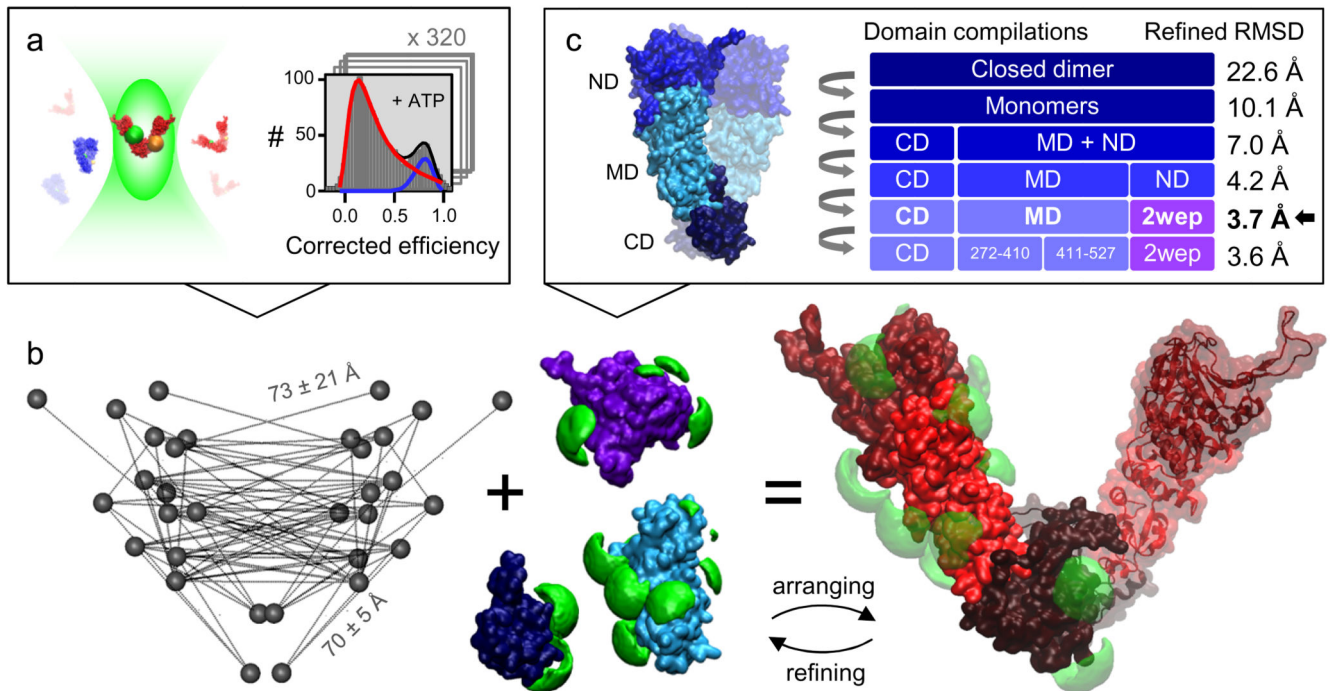 a
x 320
100
+ ATP
#
50
0
0.0 0.5 1.0
Corrected efficiency
c
Domain compilations Refined RMSD
ND
MD
CD
Closed dimer 22.6 Å
Monomers 10.1 Å
CD MD + ND 7.0 Å
CD MD ND 4.2 Å
CD MD 2wep 3.7 Å
CD 272-410 411-527 2wep 3.6 Å
b
73 ± 21 Å
70 ± 5 Å
+
=
arranging
refining